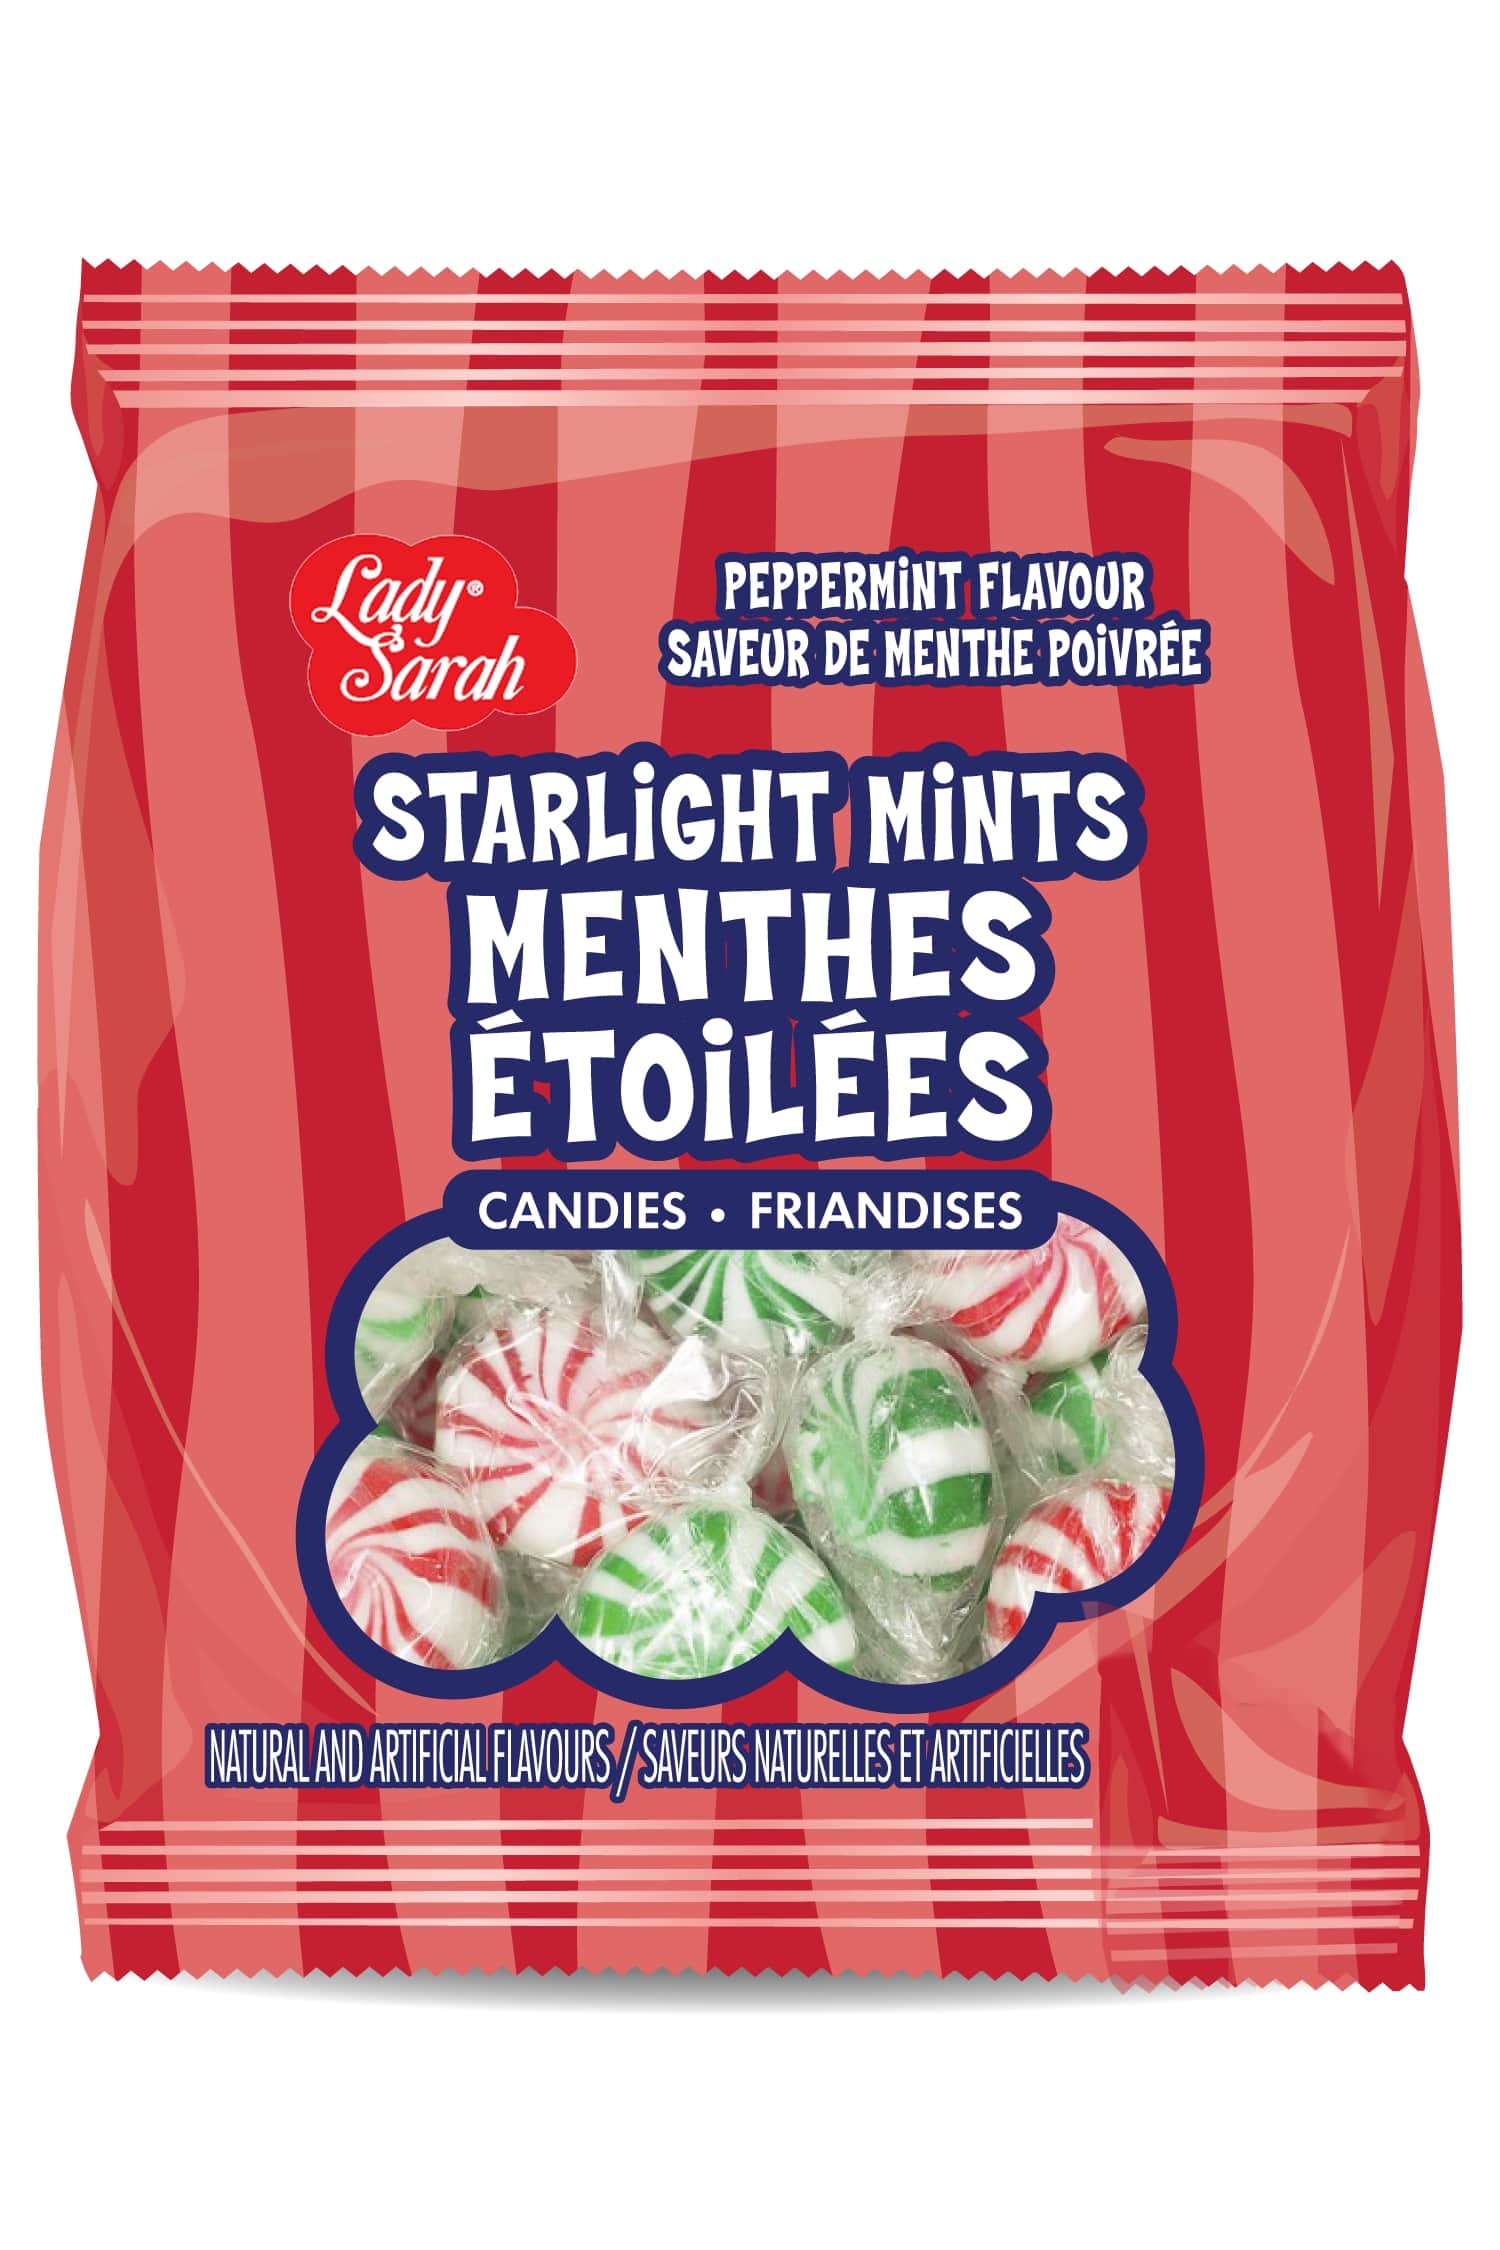 Lady®
Sarah
PEPPERMiNT FLAVOUR
SAVEUR DE MENTHE POiVRÉE
STARLiGHT MiNTS
MENTHES
ÉTOiLÉES
CANDIES • FRIANDISES
NATURAL AND ARTIFICIAL FLAVOURS / SAVEURS NATURELLES ET ARTIFICIELLES